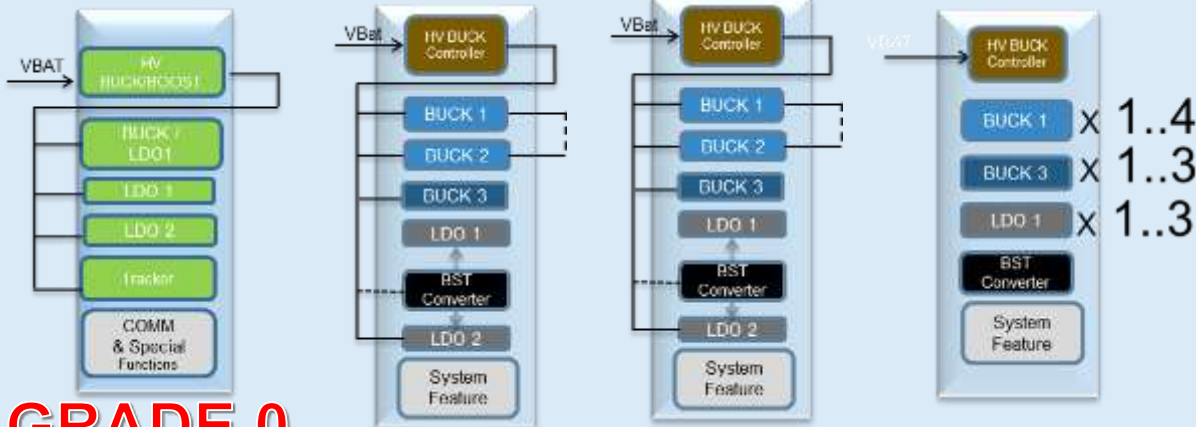 VBAT
HV
BUCK/BOOST
BUCK /
LDO1
LDO 1
LDO 2
Tracker
COMM
& Special
Functions
GRADE 0
VBat
HV BUCK
Controller
BUCK 1
BUCK 2
BUCK 3
LDO 1
BST
Converter
LDO 2
System
Feature
VBat
HV BUCK
Controller
BUCK 1
BUCK 2
BUCK 3
LDO 1
BST
Converter
LDO 2
System
Feature
VBAT
HV BUCK
Controller
BUCK 1 X 1..4
BUCK 3 X 1..3
LDO 1 X 1..3
BST
Converter
System
Feature